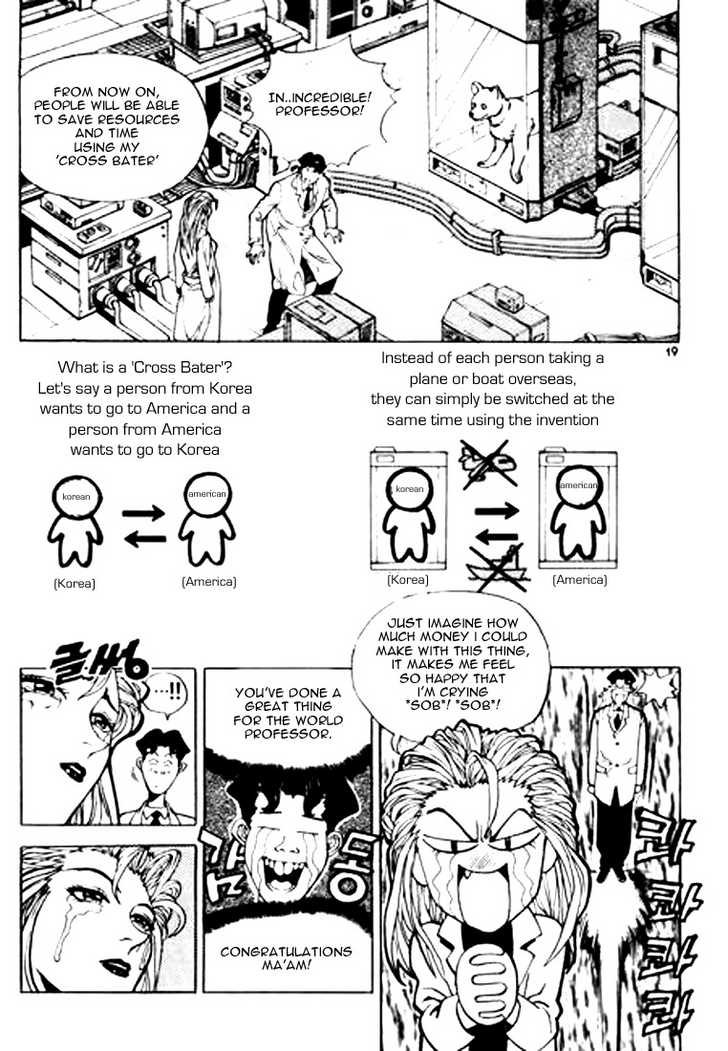 FROM NOW ON,
PEOPLE WILL BE ABLE
TO SAVE RESOURCES
AND TIME
USING MY
'CROSS BATER'
IN..INCREDIBLE!
PROFESSOR!
19
What is a 'Cross Bater'?
Let's say a person from Korea
wants to go to America and a
person from America
wants to go to Korea
korean
american
(Korea)
(America)
Instead of each person taking a
plane or boat overseas,
they can simply be switched at the
same time using the invention
korean
american
(Korea)
(America)
글썽
...!!
YOU'VE DONE A
GREAT THING
FOR THE WORLD
PROFESSOR.
감동
CONGRATULATIONS
MA'AM!
JUST IMAGINE HOW
MUCH MONEY I COULD
MAKE WITH THIS THING,
IT MAKES ME FEEL
SO HAPPY THAT
I'M CRYING
"SOB"! "SOB"!